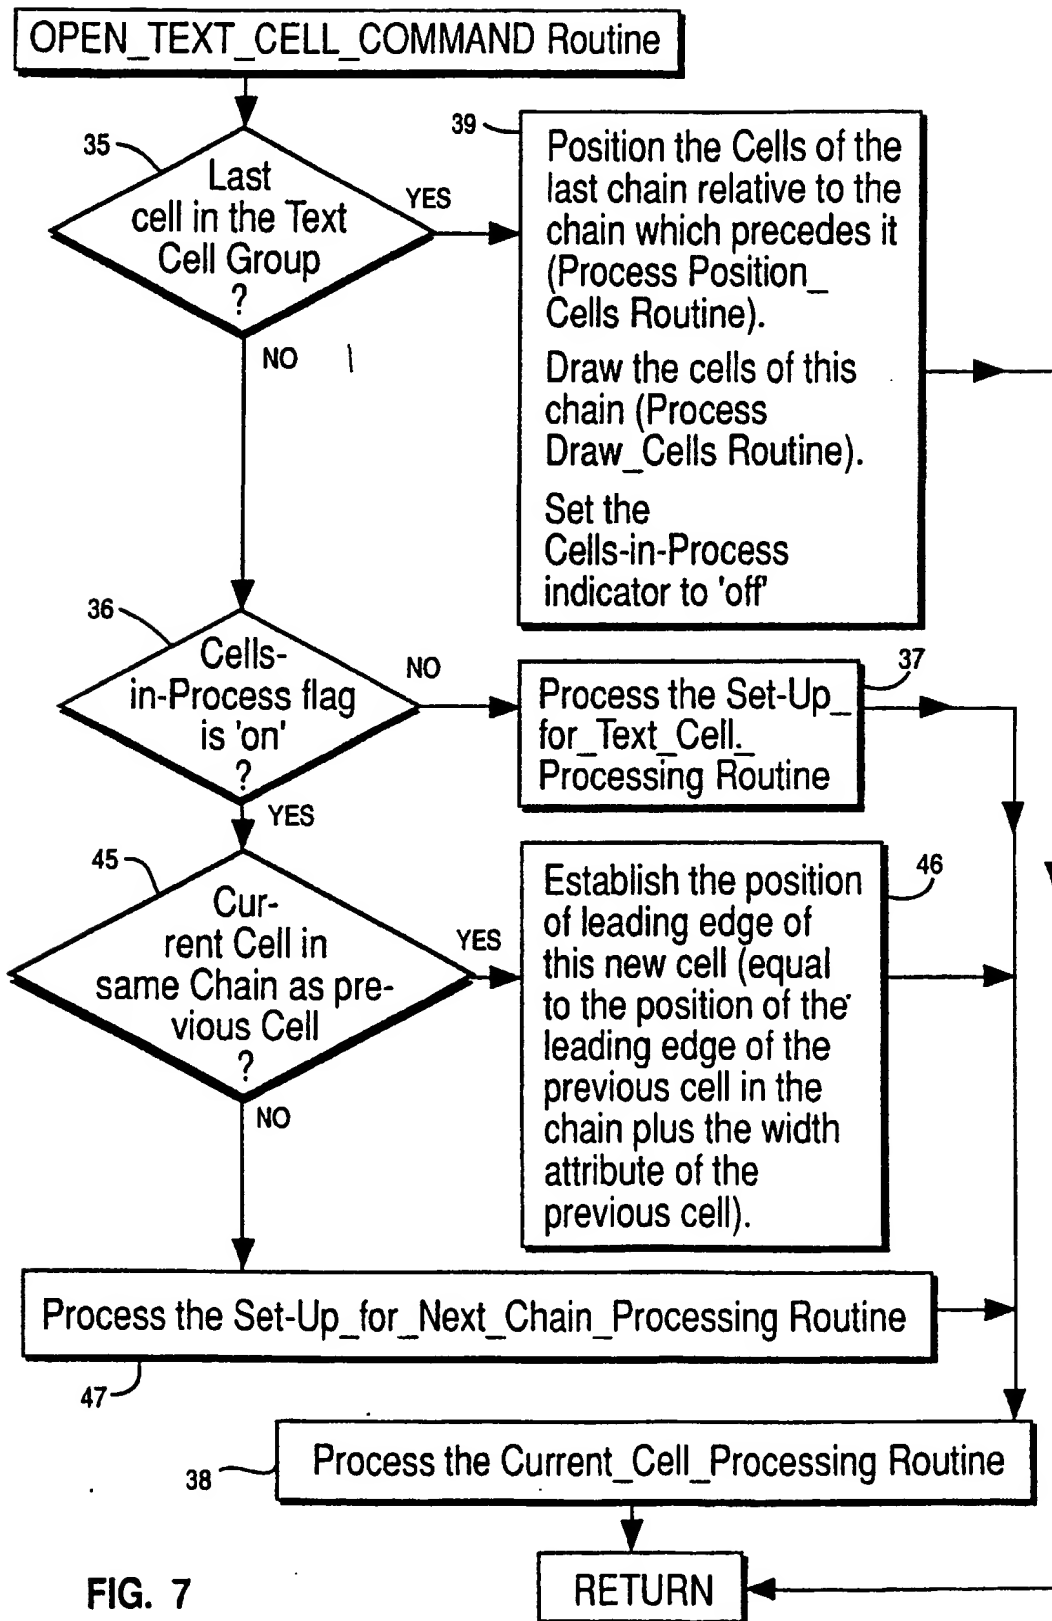 OPEN_TEXT_CELL_COMMAND Routine
35
Last
cell in the Text
Cell Group
?
YES
NO
39
Position the Cells of the
last chain relative to the
chain which precedes it
(Process Position_
Cells Routine).
Draw the cells of this
chain (Process
Draw_Cells Routine).
Set the
Cells-in-Process
indicator to 'off'
36
Cells-
in-Process flag
is 'on'
?
NO
YES
37
Process the Set-Up_
for_Text_Cell_
Processing Routine
45
Cur-
rent Cell in
same Chain as pre-
vious Cell
?
YES
NO
46
Establish the position
of leading edge of
this new cell (equal
to the position of the
leading edge of the
previous cell in the
chain plus the width
attribute of the
previous cell).
Process the Set-Up_for_Next_Chain_Processing Routine
47
Process the Current_Cell_Processing Routine
38
RETURN
FIG. 7